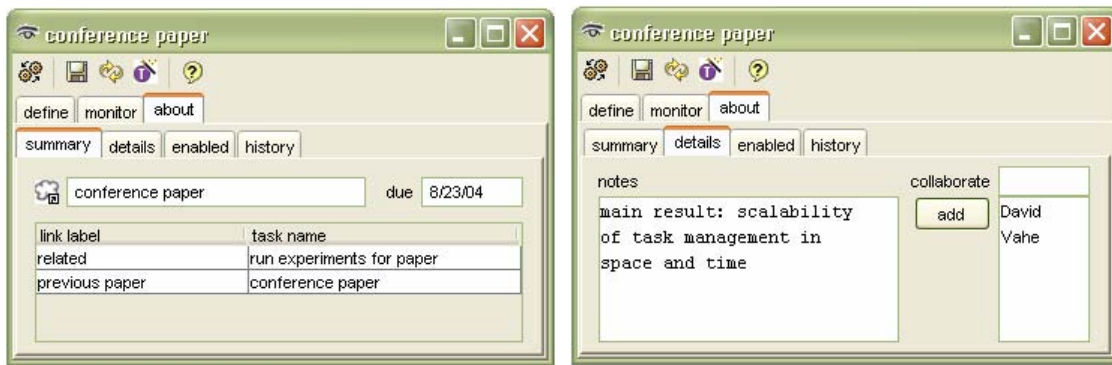 conference paper
define monitor about
summary details enabled history
conference paper due 8/23/04
link label task name
related run experiments for paper
previous paper conference paper
conference paper
define monitor about
summary details enabled history
notes collaborate
main result: scalability
of task management in
space and time
add
David
Vahe